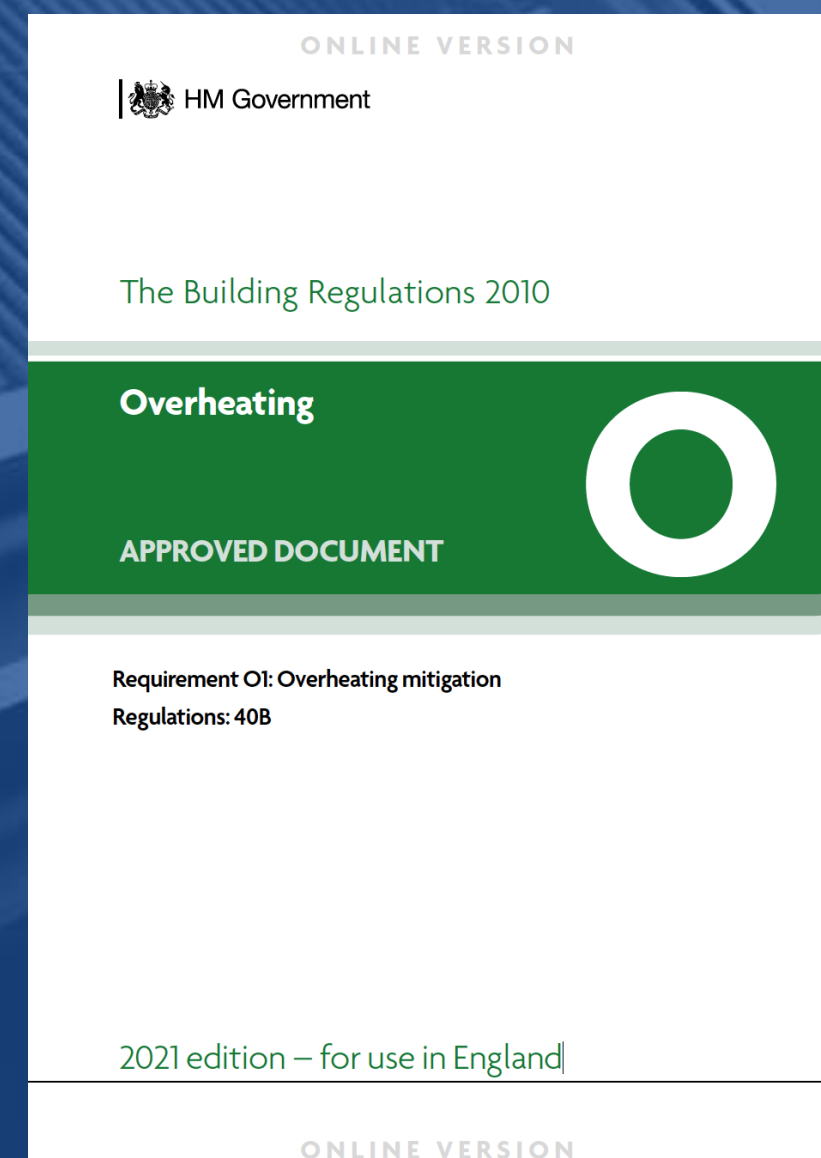 ONLINE VERSION
HM Government
The Building Regulations 2010
Overheating
O
APPROVED DOCUMENT
Requirement O1: Overheating mitigation
Regulations: 40B
2021 edition – for use in England
ONLINE VERSION